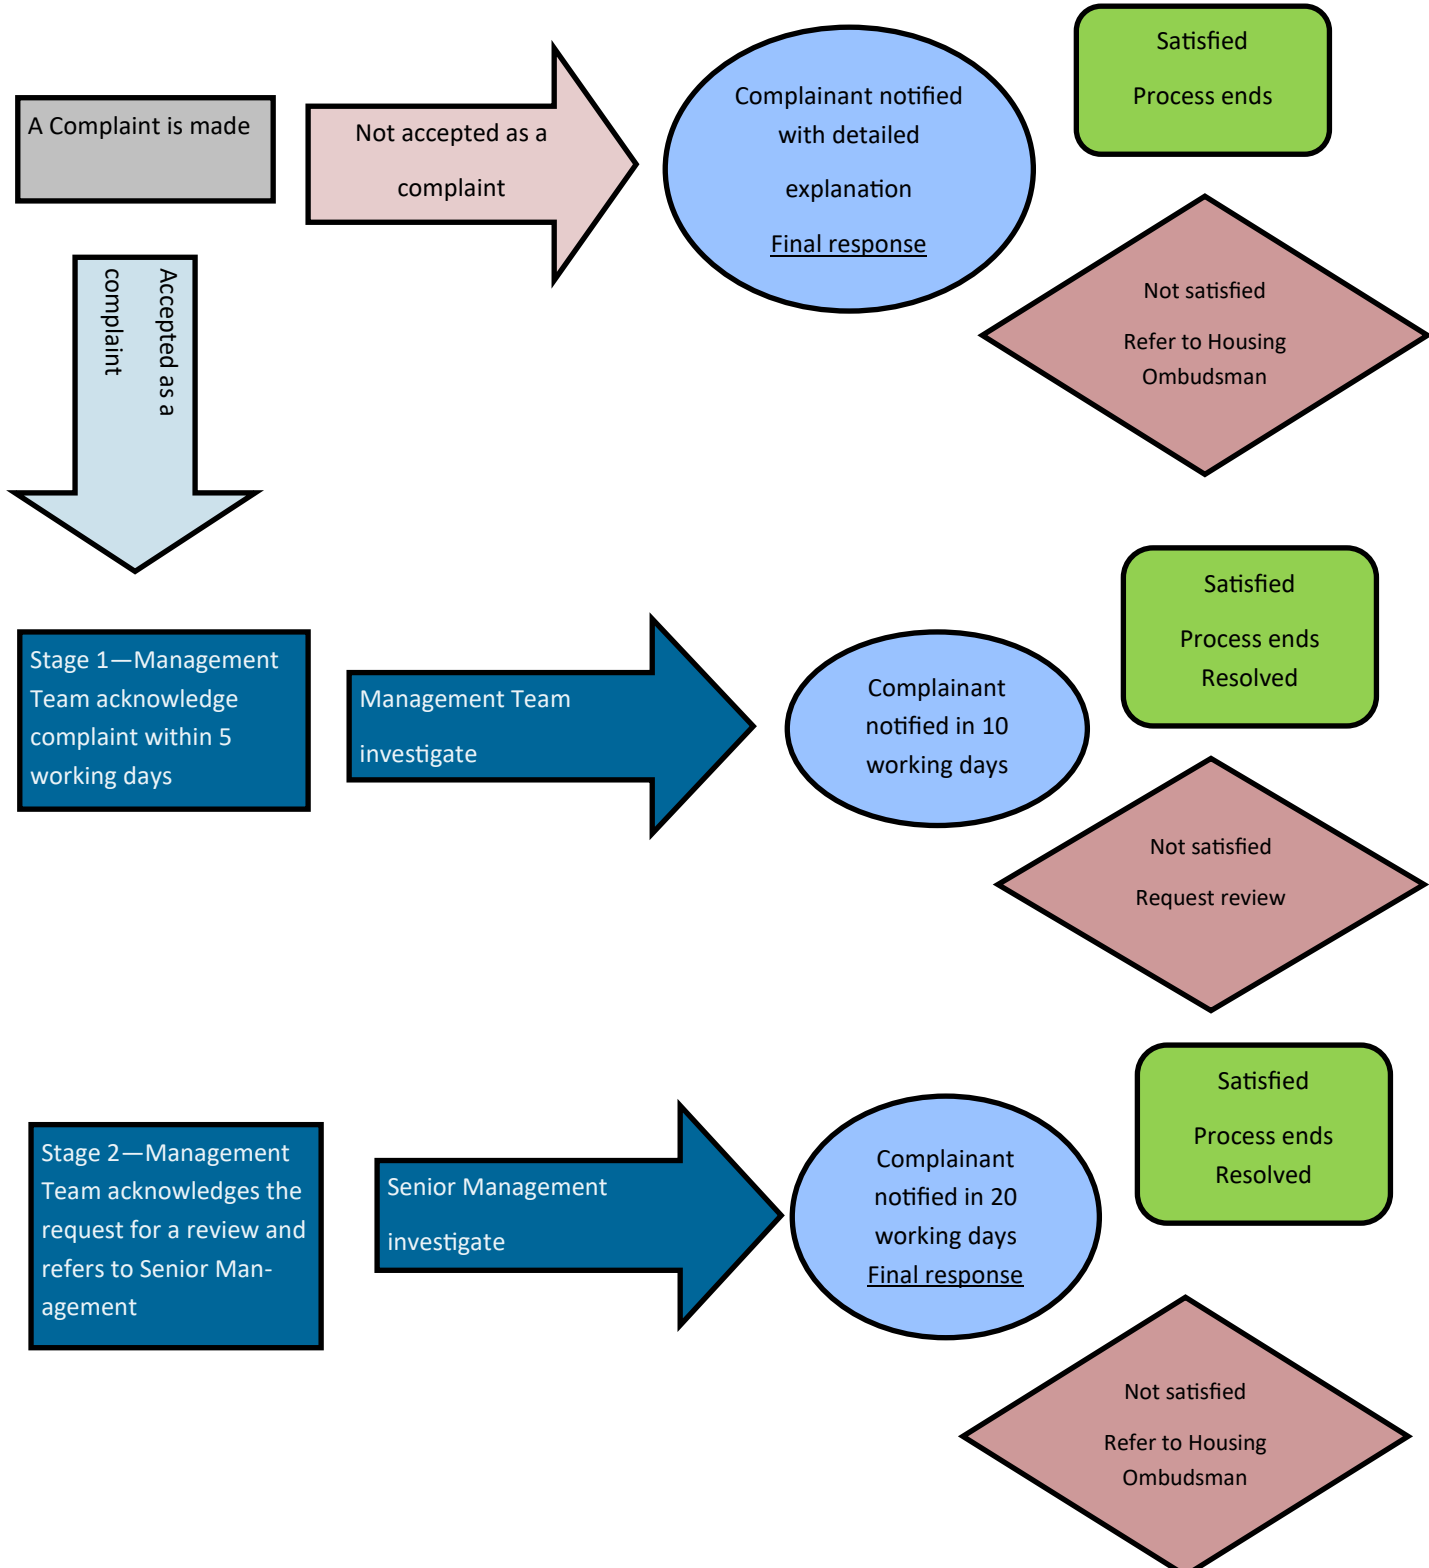 A Complaint is made
Not accepted as a
complaint
Complainant notified
with detailed
explanation
Final response
Satisfied
Process ends
Not satisfied
Refer to Housing
Ombudsman
Accepted as a
complaint
Stage 1—Management
Team acknowledge
complaint within 5
working days
Management Team
investigate
Complainant
notified in 10
working days
Satisfied
Process ends
Resolved
Not satisfied
Request review
Stage 2—Management
Team acknowledges the
request for a review and
refers to Senior Man-
agement
Senior Management
investigate
Complainant
notified in 20
working days
Final response
Satisfied
Process ends
Resolved
Not satisfied
Refer to Housing
Ombudsman